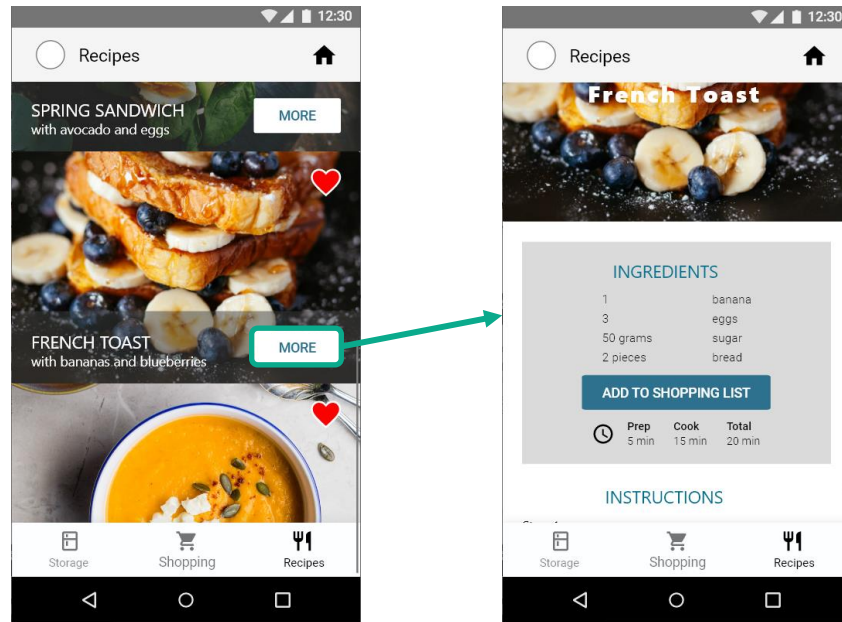 12:30
Recipes
SPRING SANDWICH
with avocado and eggs
MORE
FRENCH TOAST
with bananas and blueberries
MORE
Storage
Shopping
Recipes
12:30
Recipes
French Toast
INGREDIENTS
1 banana
3 eggs
50 grams sugar
2 pieces bread
ADD TO SHOPPING LIST
Prep Cook Total
5 min 15 min 20 min
INSTRUCTIONS
Storage
Shopping
Recipes